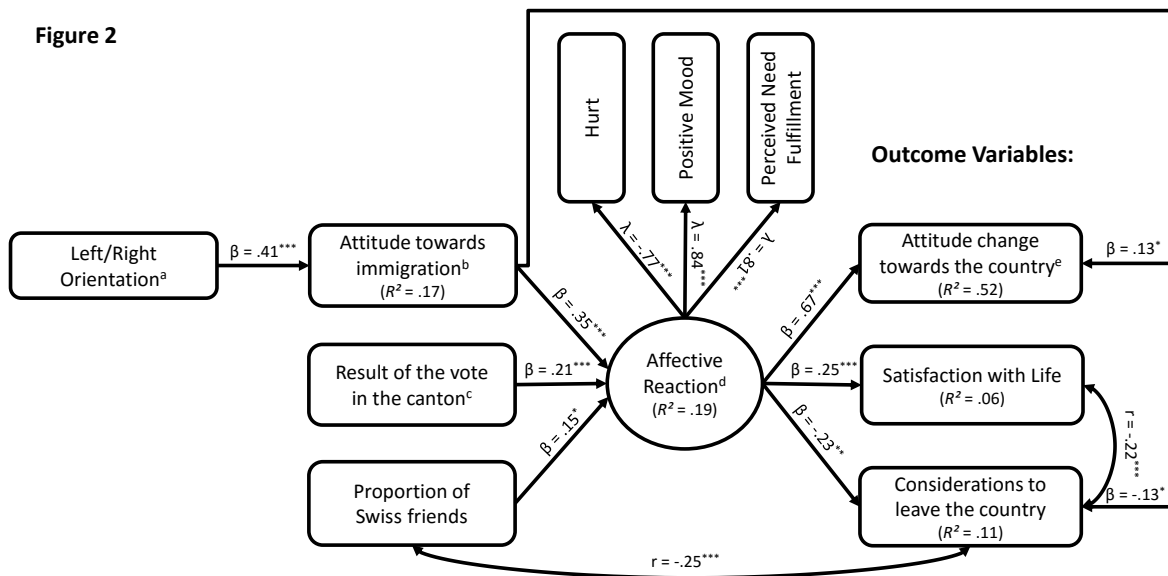 Figure 2
Hurt
Positive Mood
Perceived Need
Fulfillment
Outcome Variables:
Left/Right
Orientationᵃ
β = .41***
Attitude towards
immigrationᵇ
(R² = .17)
λ = -.77***
λ = .84***
λ = .81***
Attitude change
towards the countryᵉ
(R² = .52)
β = .13*
β = .35***
β = .67***
Result of the vote
in the cantonᶜ
β = .21***
Affective
Reactionᵈ
(R² = .19)
β = .25***
Satisfaction with Life
(R² = .06)
β = .15*
β = -.23**
r = -.22***
Proportion of
Swiss friends
Considerations to
leave the country
(R² = .11)
β = -.13*
r = -.25***